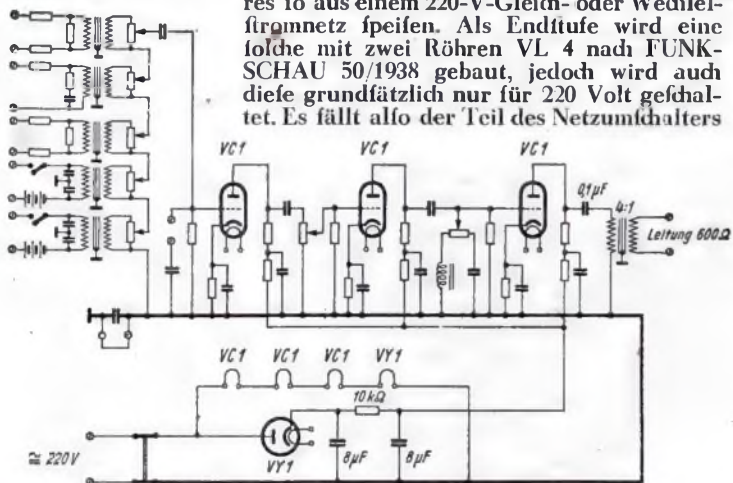 res ſo aus einem 220-V-Gleich- oder Wechſel-
ſtromnetz ſpeiſen. Als Endſtufe wird eine
ſolche mit zwei Röhren VL 4 nach FUNK-
SCHAU 50/1938 gebaut, jedoch wird auch
dieſe grundſätzlich nur für 220 Volt geſchal-
tet. Es fällt alſo der Teil des Netzumſchalters
VC1 VC1 VC1
0,1µF
4:1
Leitung 600Ω
VC1 VC1 VC1 VY1
10kΩ
≅ 220V
VY1
8µF 8µF